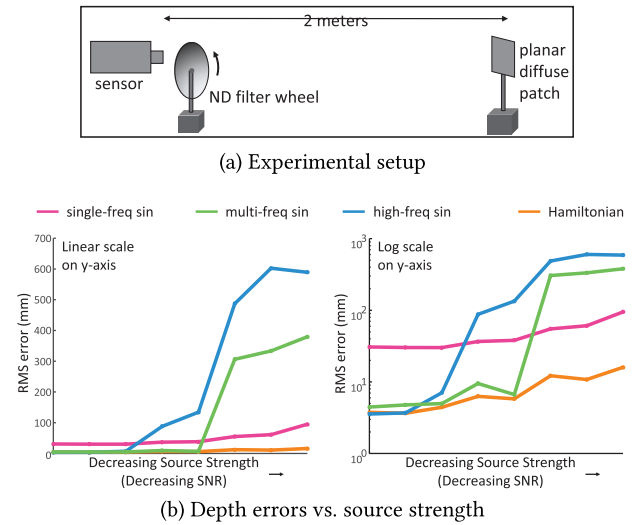 2 meters
sensor
ND filter wheel
planar
diffuse
patch
(a) Experimental setup
single-freq sin multi-freq sin high-freq sin Hamiltonian
Linear scale
on y-axis
RMS error (mm)
700
600
500
400
300
200
100
0
Decreasing Source Strength
(Decreasing SNR)
Log scale
on y-axis
RMS error (mm)
10³
10²
10¹
10⁰
Decreasing Source Strength
(Decreasing SNR)
(b) Depth errors vs. source strength